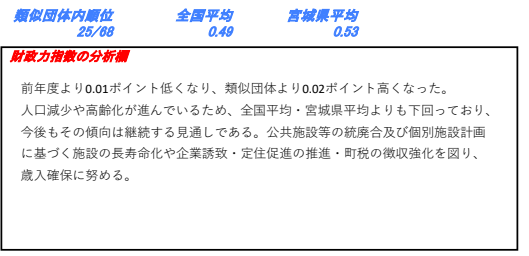 類似団体内順位 全国平均 宮城県平均
25/68 0.49 0.53
財政力指数の分析欄
前年度より0.01ポイント低くなり、類似団体より0.02ポイント高くなった。
人口減少や高齢化が進んでいるため、全国平均・宮城県平均よりも下回っており、
今後もその傾向は継続する見通しである。公共施設等の統廃合及び個別施設計画
に基づく施設の長寿命化や企業誘致・定住促進の推進・町税の徴収強化を図り、
歳入確保に努める。